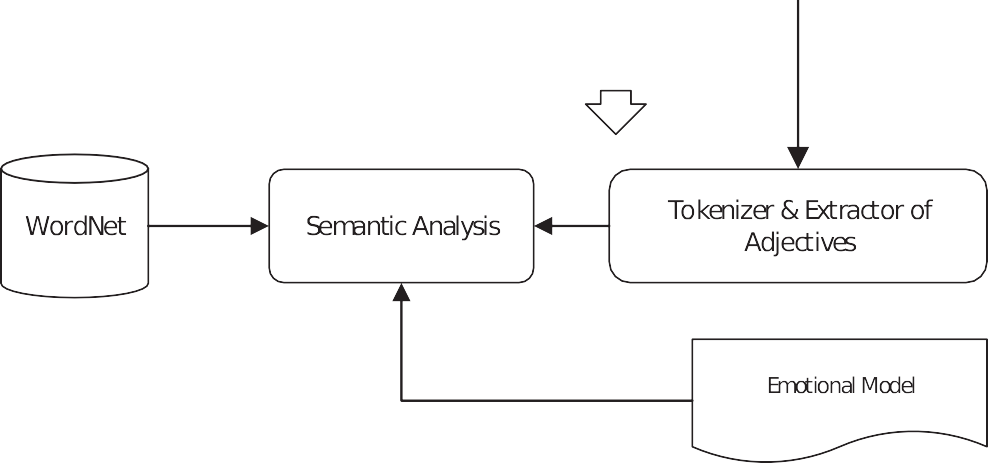 WordNet
Semantic Analysis
Tokenizer & Extractor of
Adjectives
Emotional Model